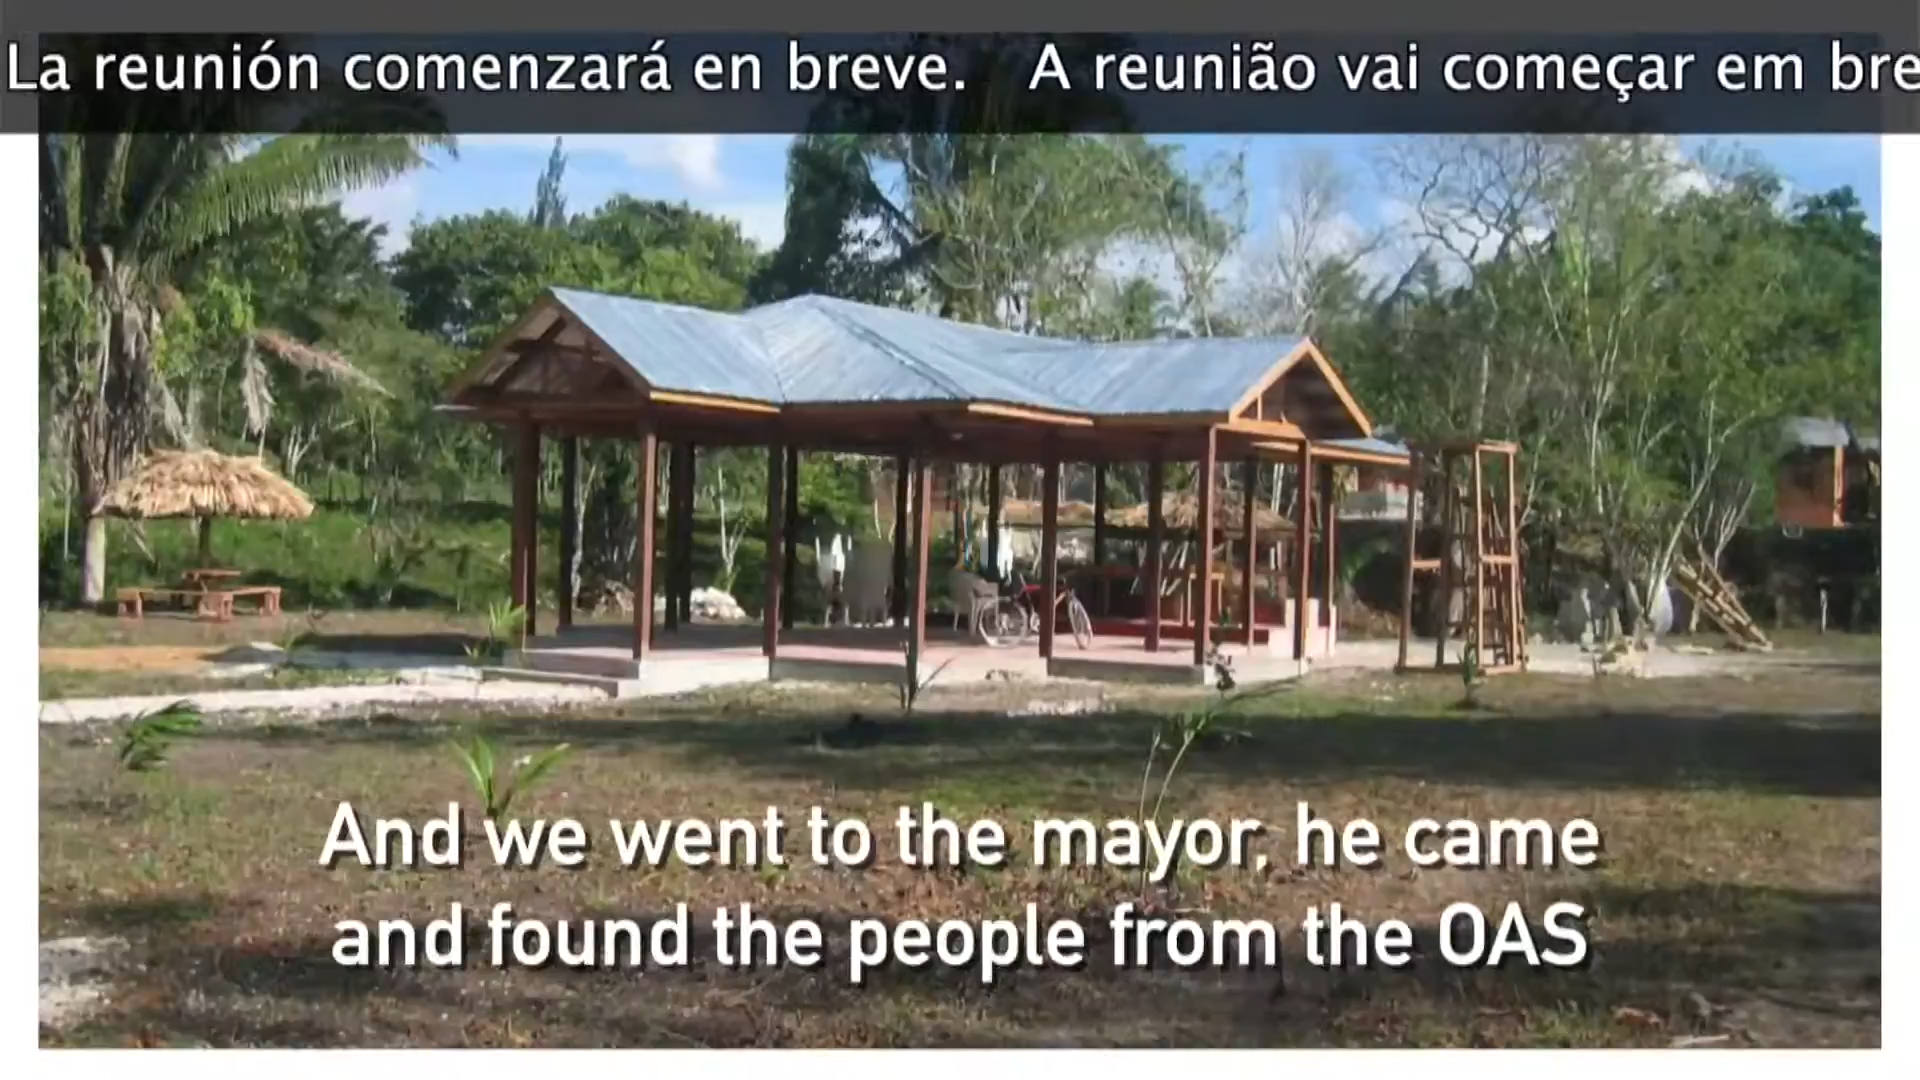 La reunión comenzará en breve. A reunião vai começar em bre
And we went to the mayor, he came
and found the people from the OAS